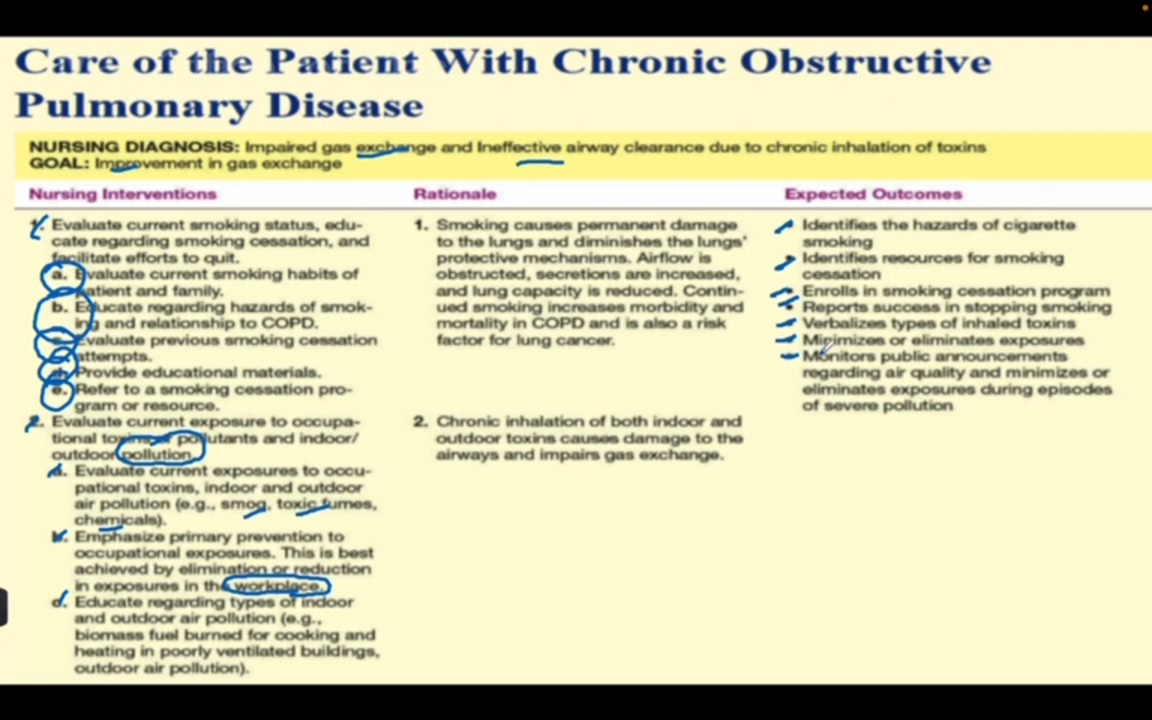 Care of the Patient With Chronic Obstructive
Pulmonary Disease
NURSING DIAGNOSIS: Impaired gas exchange and Ineffective airway clearance due to chronic inhalation of toxins
GOAL: Improvement in gas exchange
Nursing Interventions
1. Evaluate current smoking status, edu-
cate regarding smoking cessation, and
facilitate efforts to quit.
a. Evaluate current smoking habits of
patient and family.
b. Educate regarding hazards of smok-
ing and relationship to COPD.
c. Evaluate previous smoking cessation
attempts.
d. Provide educational materials.
e. Refer to a smoking cessation pro-
gram or resource.
2. Evaluate current exposure to occupa-
tional toxins or pollutants and indoor/
outdoor pollution.
a. Evaluate current exposures to occu-
pational toxins, indoor and outdoor
air pollution (e.g., smog, toxic fumes,
chemicals).
b. Emphasize primary prevention to
occupational exposures. This is best
achieved by elimination or reduction
in exposures in the workplace.
c. Educate regarding types of indoor
and outdoor air pollution (e.g.,
biomass fuel burned for cooking and
heating in poorly ventilated buildings,
outdoor air pollution).
Rationale
1. Smoking causes permanent damage
to the lungs and diminishes the lungs'
protective mechanisms. Airflow is
obstructed, secretions are increased,
and lung capacity is reduced. Contin-
ued smoking increases morbidity and
mortality in COPD and is also a risk
factor for lung cancer.
2. Chronic inhalation of both indoor and
outdoor toxins causes damage to the
airways and impairs gas exchange.
Expected Outcomes
• Identifies the hazards of cigarette
smoking
• Identifies resources for smoking
cessation
• Enrolls in smoking cessation program
• Reports success in stopping smoking
• Verbalizes types of inhaled toxins
• Minimizes or eliminates exposures
• Monitors public announcements
regarding air quality and minimizes or
eliminates exposures during episodes
of severe pollution